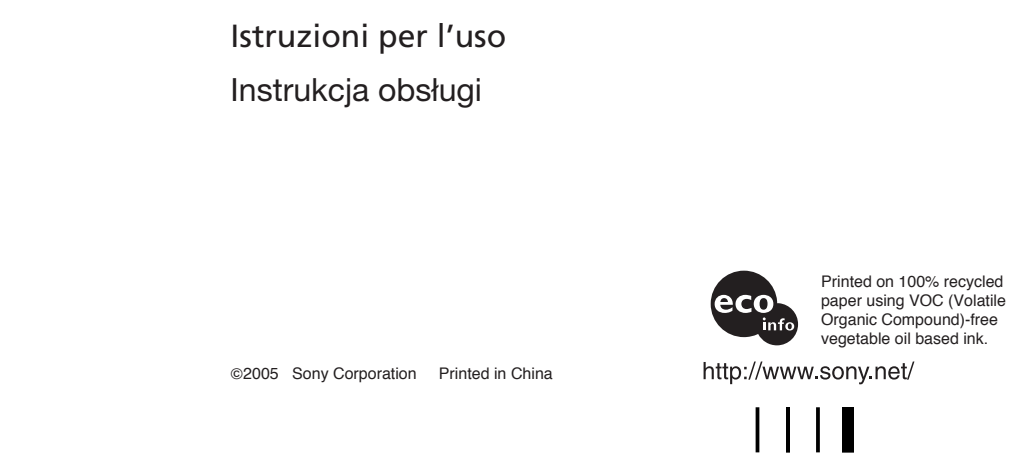 Istruzioni per l’uso
Instrukcja obsługi
eco
info
Printed on 100% recycled
paper using VOC (Volatile
Organic Compound)-free
vegetable oil based ink.
©2005 Sony Corporation Printed in China
http://www.sony.net/